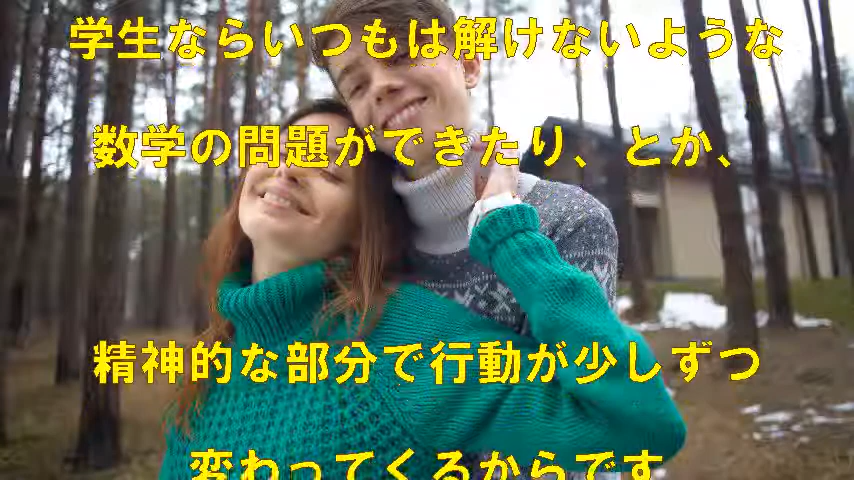 学生ならいつもは解けないような
数学の問題ができたり、とか、
精神的な部分で行動が少しずつ
変わってくるからです